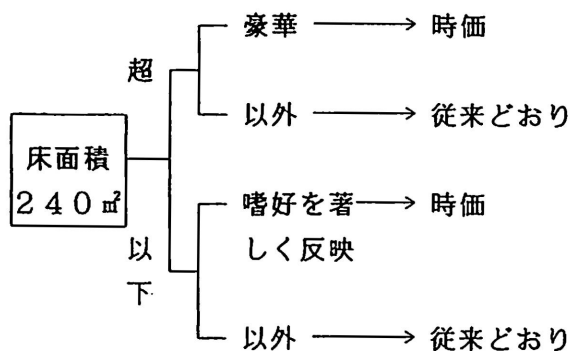 豪華 → 時価
超
以外 → 従来どおり
床面積
240㎡
嗜好を著しく反映 → 時価
以下
以外 → 従来どおり